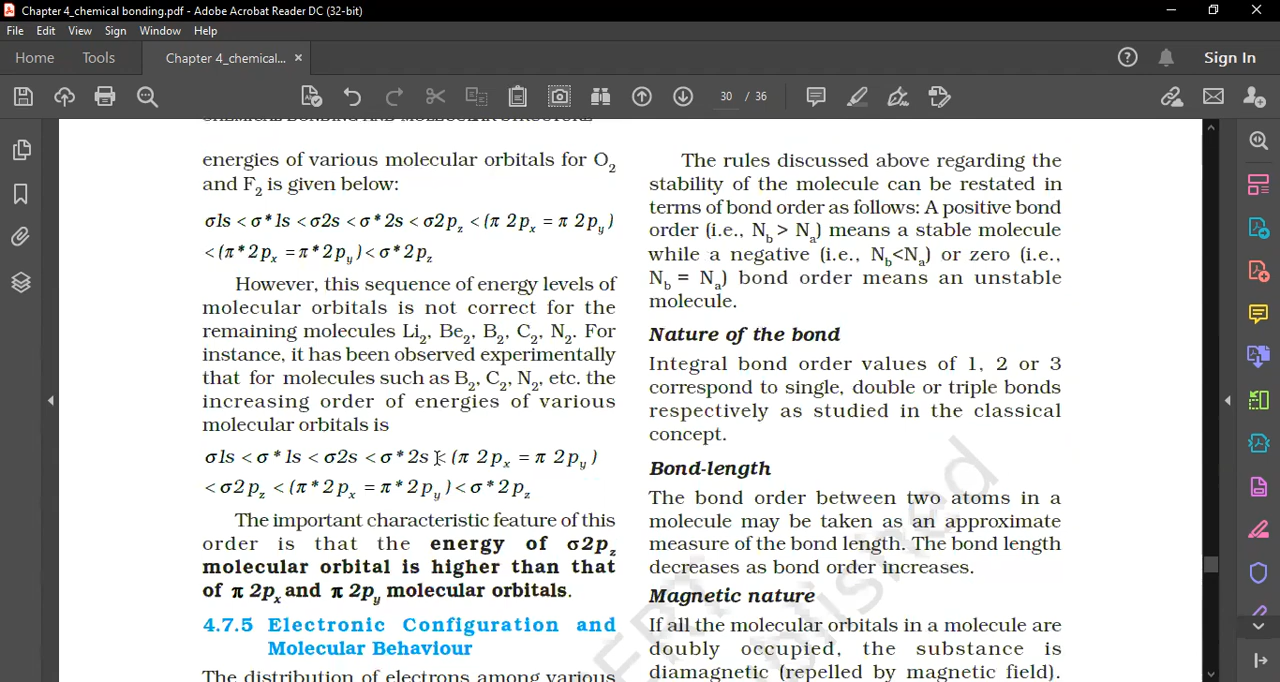 Chapter 4_chemical bonding.pdf - Adobe Acrobat Reader DC (32-bit)
File Edit View Sign Window Help
Home Tools Chapter 4_chemical... × Sign In
30 / 36
CHEMICAL BONDING AND MOLECULAR STRUCTURE
energies of various molecular orbitals for O₂
and F₂ is given below:
σ1s < σ*1s < σ2s < σ*2s < σ2p_z < (π 2p_x = π 2p_y)
< (π*2p_x = π*2p_y) < σ*2p_z
However, this sequence of energy levels of
molecular orbitals is not correct for the
remaining molecules Li₂, Be₂, B₂, C₂, N₂. For
instance, it has been observed experimentally
that for molecules such as B₂, C₂, N₂, etc. the
increasing order of energies of various
molecular orbitals is
σ1s < σ*1s < σ2s < σ*2s < (π 2p_x = π 2p_y)
< σ2p_z < (π*2p_x = π*2p_y) < σ*2p_z
The important characteristic feature of this
order is that the energy of σ2p_z
molecular orbital is higher than that
of π 2p_x and π 2p_y molecular orbitals.
4.7.5 Electronic Configuration and
Molecular Behaviour
The distribution of electrons among various
The rules discussed above regarding the
stability of the molecule can be restated in
terms of bond order as follows: A positive bond
order (i.e., N_b > N_a) means a stable molecule
while a negative (i.e., N_b<N_a) or zero (i.e.,
N_b = N_a) bond order means an unstable
molecule.
Nature of the bond
Integral bond order values of 1, 2 or 3
correspond to single, double or triple bonds
respectively as studied in the classical
concept.
Bond-length
The bond order between two atoms in a
molecule may be taken as an approximate
measure of the bond length. The bond length
decreases as bond order increases.
Magnetic nature
If all the molecular orbitals in a molecule are
doubly occupied, the substance is
diamagnetic (repelled by magnetic field).